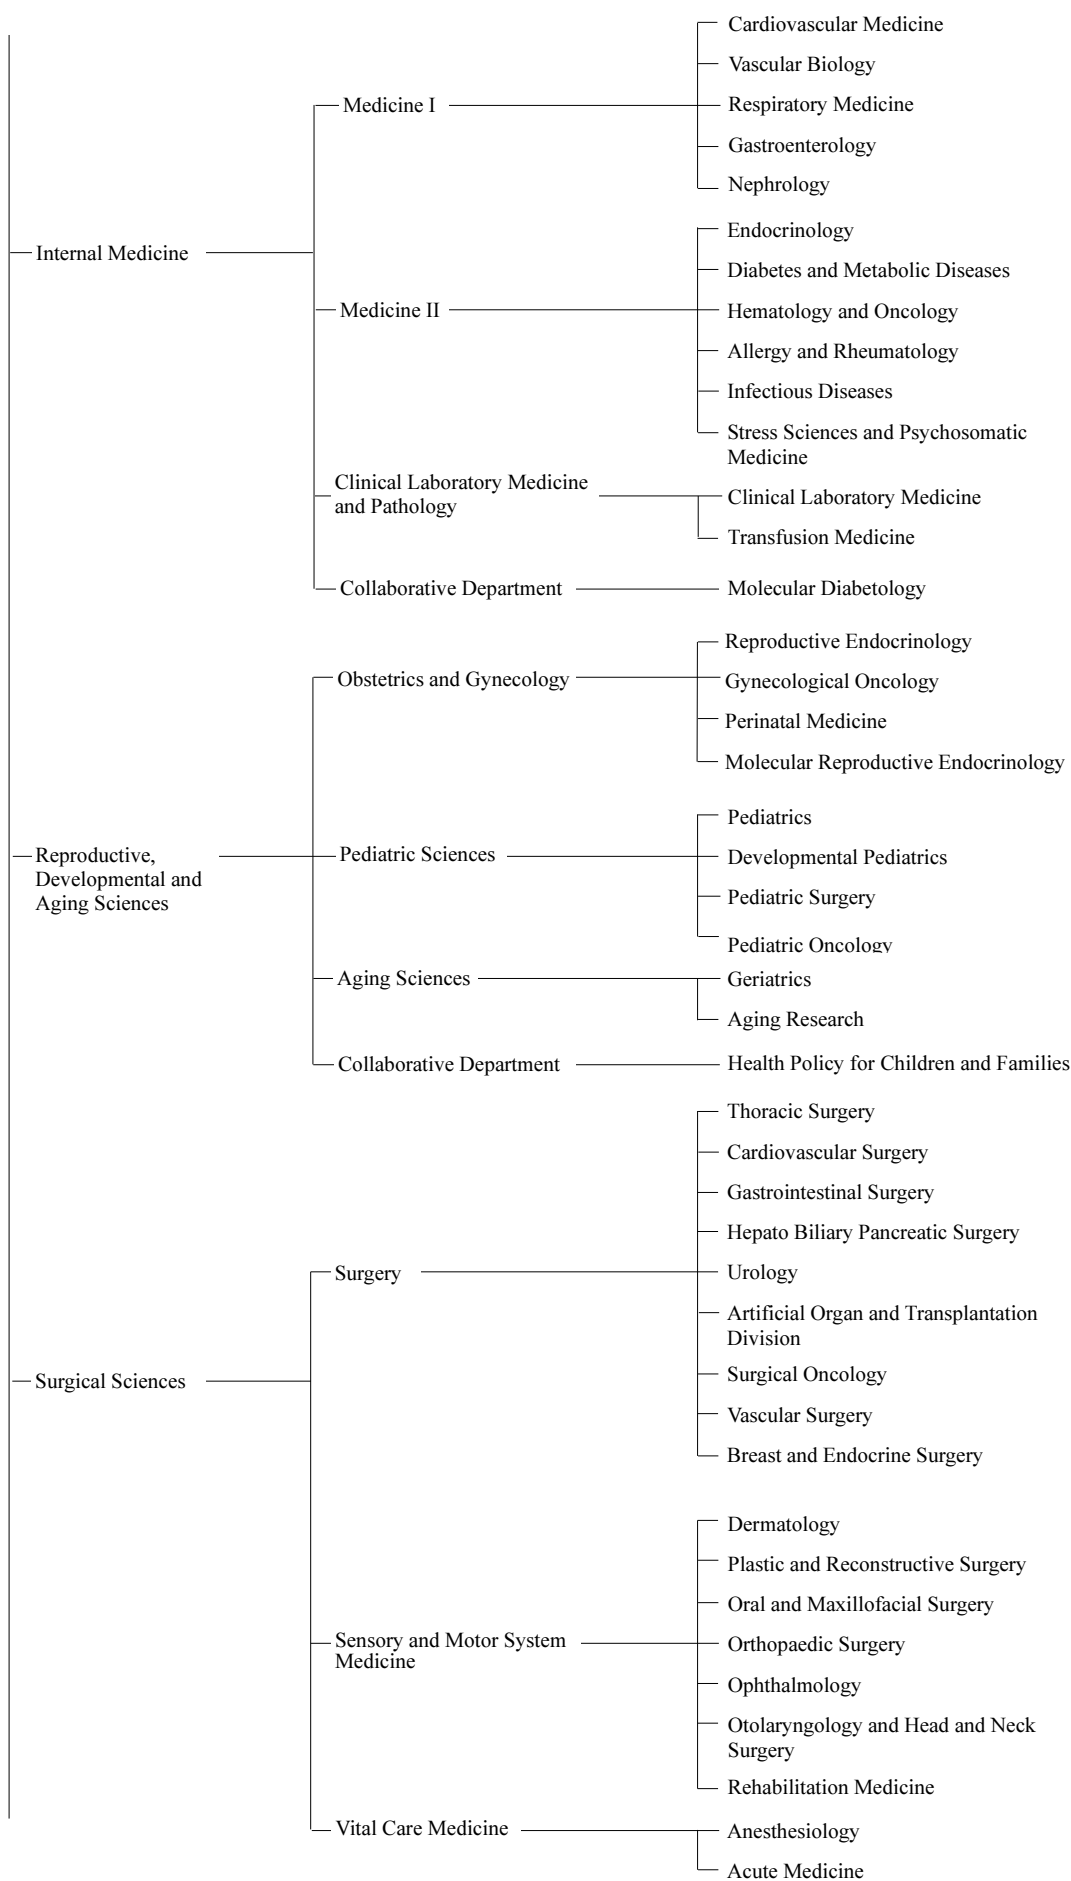 Cardiovascular Medicine
Vascular Biology
Medicine I
Respiratory Medicine
Gastroenterology
Nephrology
Internal Medicine
Endocrinology
Diabetes and Metabolic Diseases
Medicine II
Hematology and Oncology
Allergy and Rheumatology
Infectious Diseases
Stress Sciences and Psychosomatic
Medicine
Clinical Laboratory Medicine
and Pathology
Clinical Laboratory Medicine
Transfusion Medicine
Collaborative Department
Molecular Diabetology
Reproductive Endocrinology
Obstetrics and Gynecology
Gynecological Oncology
Perinatal Medicine
Molecular Reproductive Endocrinology
Reproductive,
Developmental and
Aging Sciences
Pediatrics
Pediatric Sciences
Developmental Pediatrics
Pediatric Surgery
Pediatric Oncology
Aging Sciences
Geriatrics
Aging Research
Collaborative Department
Health Policy for Children and Families
Thoracic Surgery
Cardiovascular Surgery
Gastrointestinal Surgery
Hepato Biliary Pancreatic Surgery
Surgery
Urology
Artificial Organ and Transplantation
Division
Surgical Sciences
Surgical Oncology
Vascular Surgery
Breast and Endocrine Surgery
Dermatology
Plastic and Reconstructive Surgery
Oral and Maxillofacial Surgery
Sensory and Motor System
Medicine
Orthopaedic Surgery
Ophthalmology
Otolaryngology and Head and Neck
Surgery
Rehabilitation Medicine
Vital Care Medicine
Anesthesiology
Acute Medicine